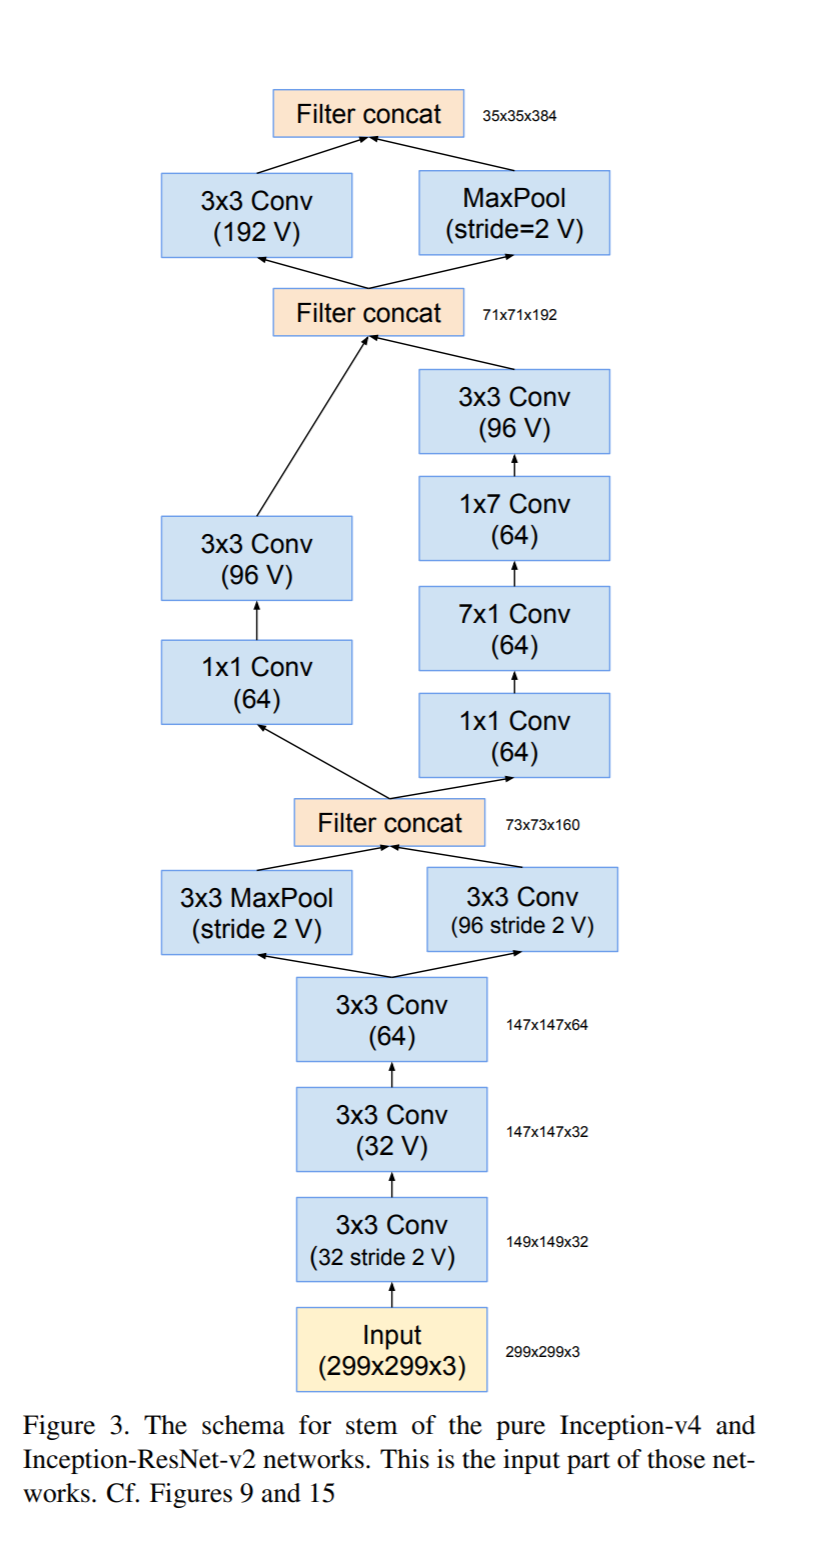 Filter concat 35x35x384
3x3 Conv
(192 V)
MaxPool
(stride=2 V)
Filter concat 71x71x192
3x3 Conv
(96 V)
1x7 Conv
(64)
3x3 Conv
(96 V)
7x1 Conv
(64)
1x1 Conv
(64)
1x1 Conv
(64)
Filter concat 73x73x160
3x3 MaxPool
(stride 2 V)
3x3 Conv
(96 stride 2 V)
3x3 Conv
(64)
147x147x64
3x3 Conv
(32 V)
147x147x32
3x3 Conv
(32 stride 2 V)
149x149x32
Input
(299x299x3)
299x299x3
Figure 3. The schema for stem of the pure Inception-v4 and
Inception-ResNet-v2 networks. This is the input part of those net-
works. Cf. Figures 9 and 15